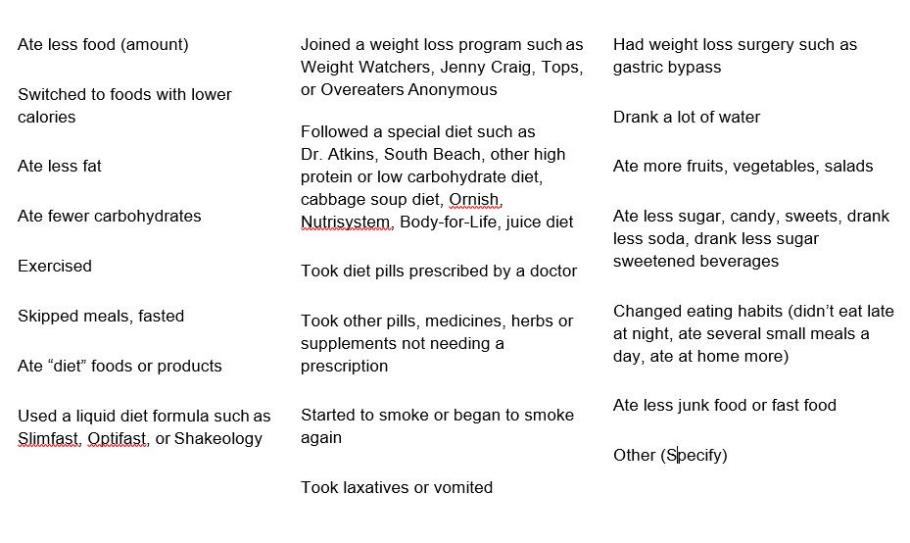 Ate less food (amount)
Switched to foods with lower
calories
Ate less fat
Ate fewer carbohydrates
Exercised
Skipped meals, fasted
Ate “diet” foods or products
Used a liquid diet formula such as
Slimfast, Optifast, or Shakeology
Joined a weight loss program such as
Weight Watchers, Jenny Craig, Tops,
or Overeaters Anonymous
Followed a special diet such as
Dr. Atkins, South Beach, other high
protein or low carbohydrate diet,
cabbage soup diet, Ornish,
Nutrisystem, Body-for-Life, juice diet
Took diet pills prescribed by a doctor
Took other pills, medicines, herbs or
supplements not needing a
prescription
Started to smoke or began to smoke
again
Took laxatives or vomited
Had weight loss surgery such as
gastric bypass
Drank a lot of water
Ate more fruits, vegetables, salads
Ate less sugar, candy, sweets, drank
less soda, drank less sugar
sweetened beverages
Changed eating habits (didn’t eat late
at night, ate several small meals a
day, ate at home more)
Ate less junk food or fast food
Other (Specify)